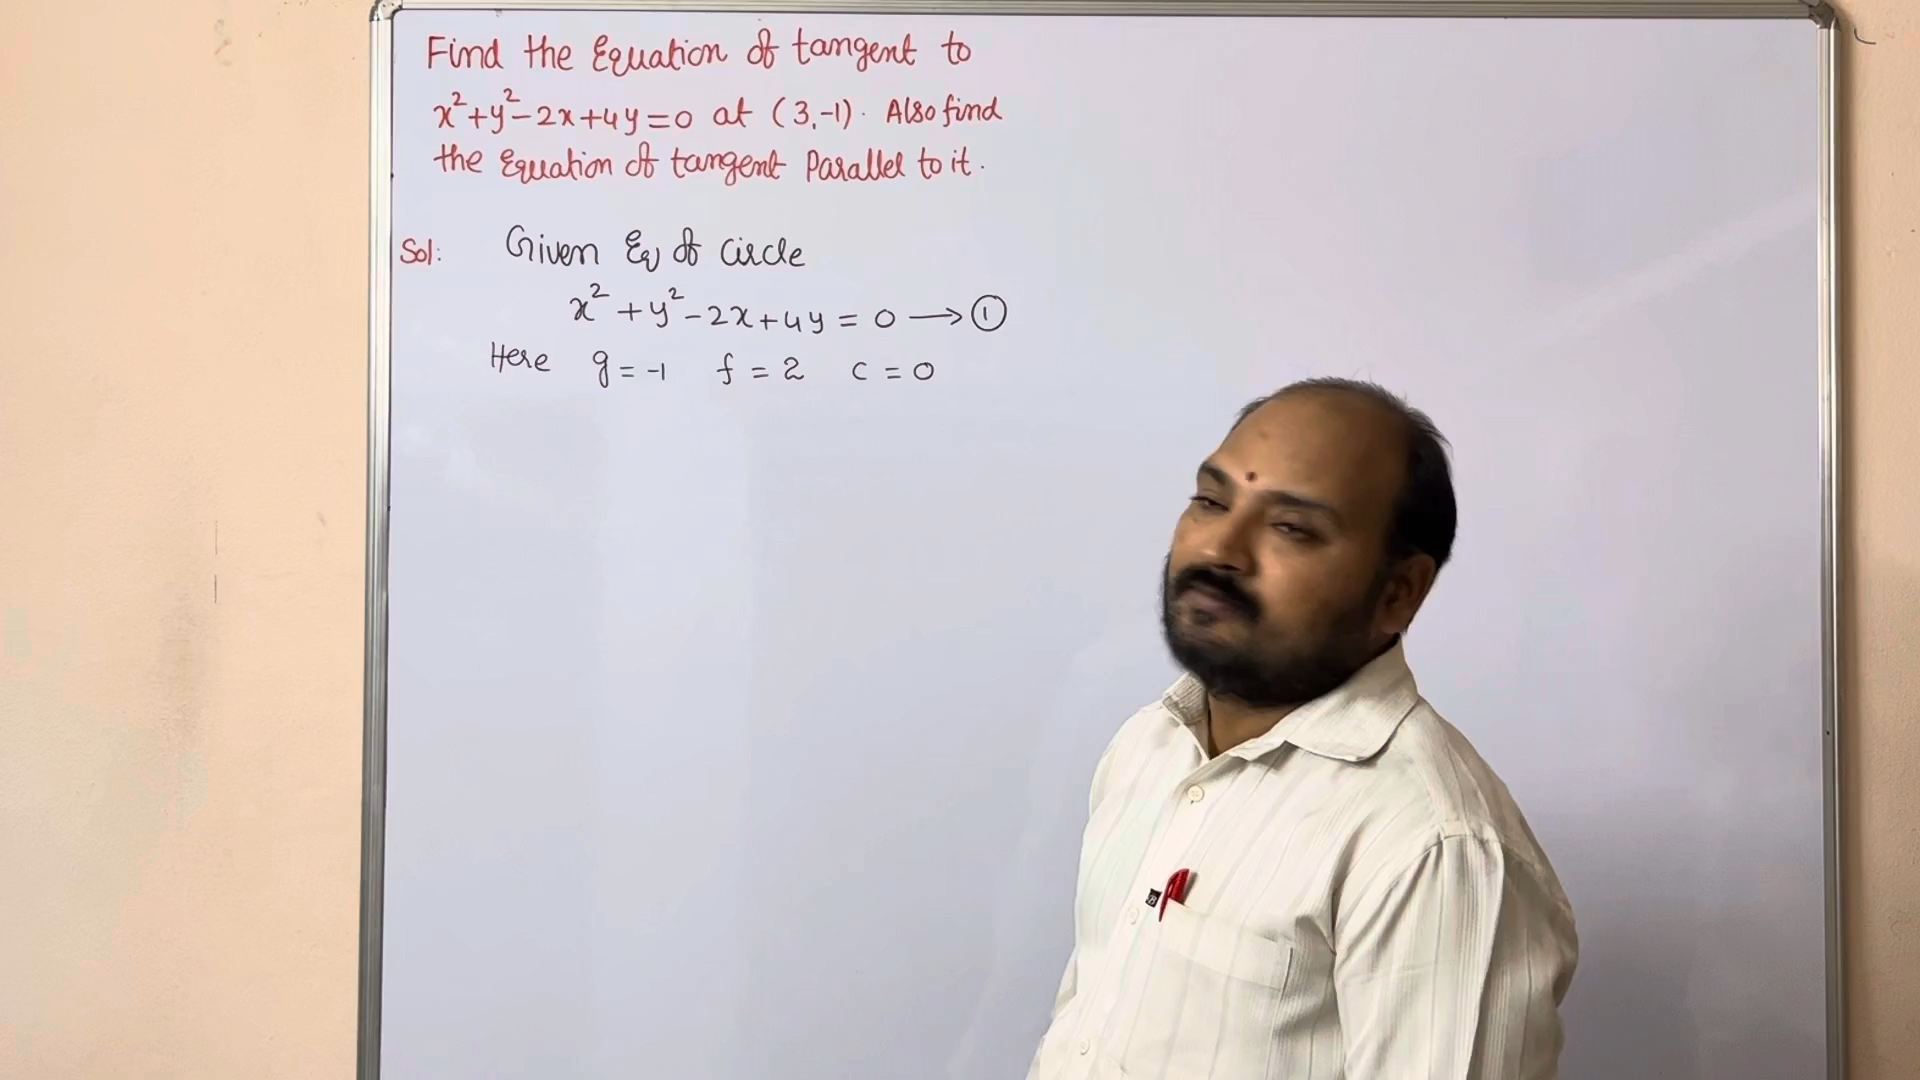 Find the Equation of tangent to
x²+y²-2x+4y=0 at (3,-1). Also find
the Equation of tangent Parallel to it.
Sol: Given Eq of Circle
x²+y²-2x+4y=0 → ①
Here g=-1 f=2 c=0